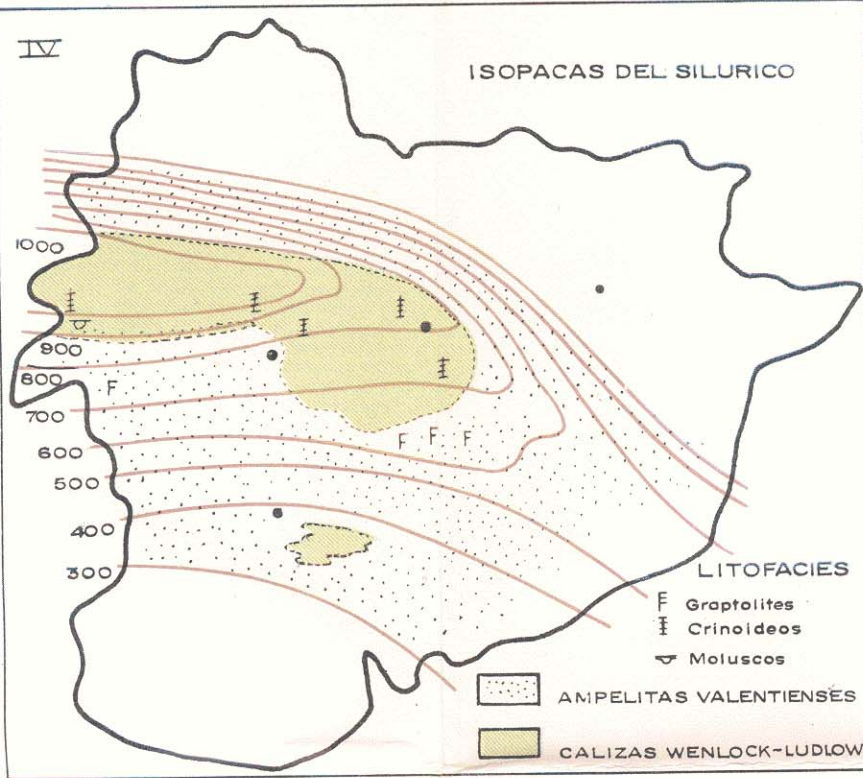 IV
ISOPACAS DEL SILURICO
1000
900
800
700
600
500
400
300
F
F F F
LITOFACIES
F Graptolites
Crinoideos
Moluscos
AMPELITAS VALENTIENSES
CALIZAS WENLOCK-LUDLOW